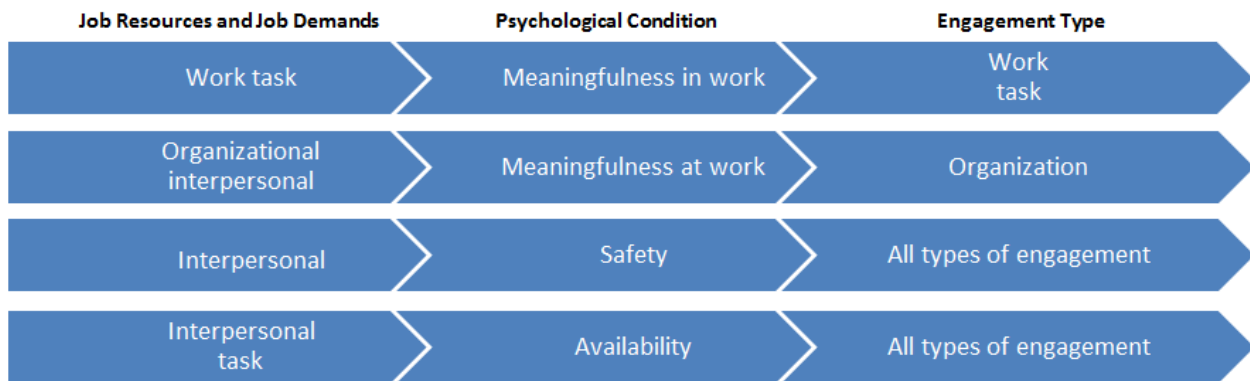 Job Resources and Job Demands
Psychological Condition
Engagement Type
Work task
Meaningfulness in work
Work
task
Organizational
interpersonal
Meaningfulness at work
Organization
Interpersonal
Safety
All types of engagement
Interpersonal
task
Availability
All types of engagement